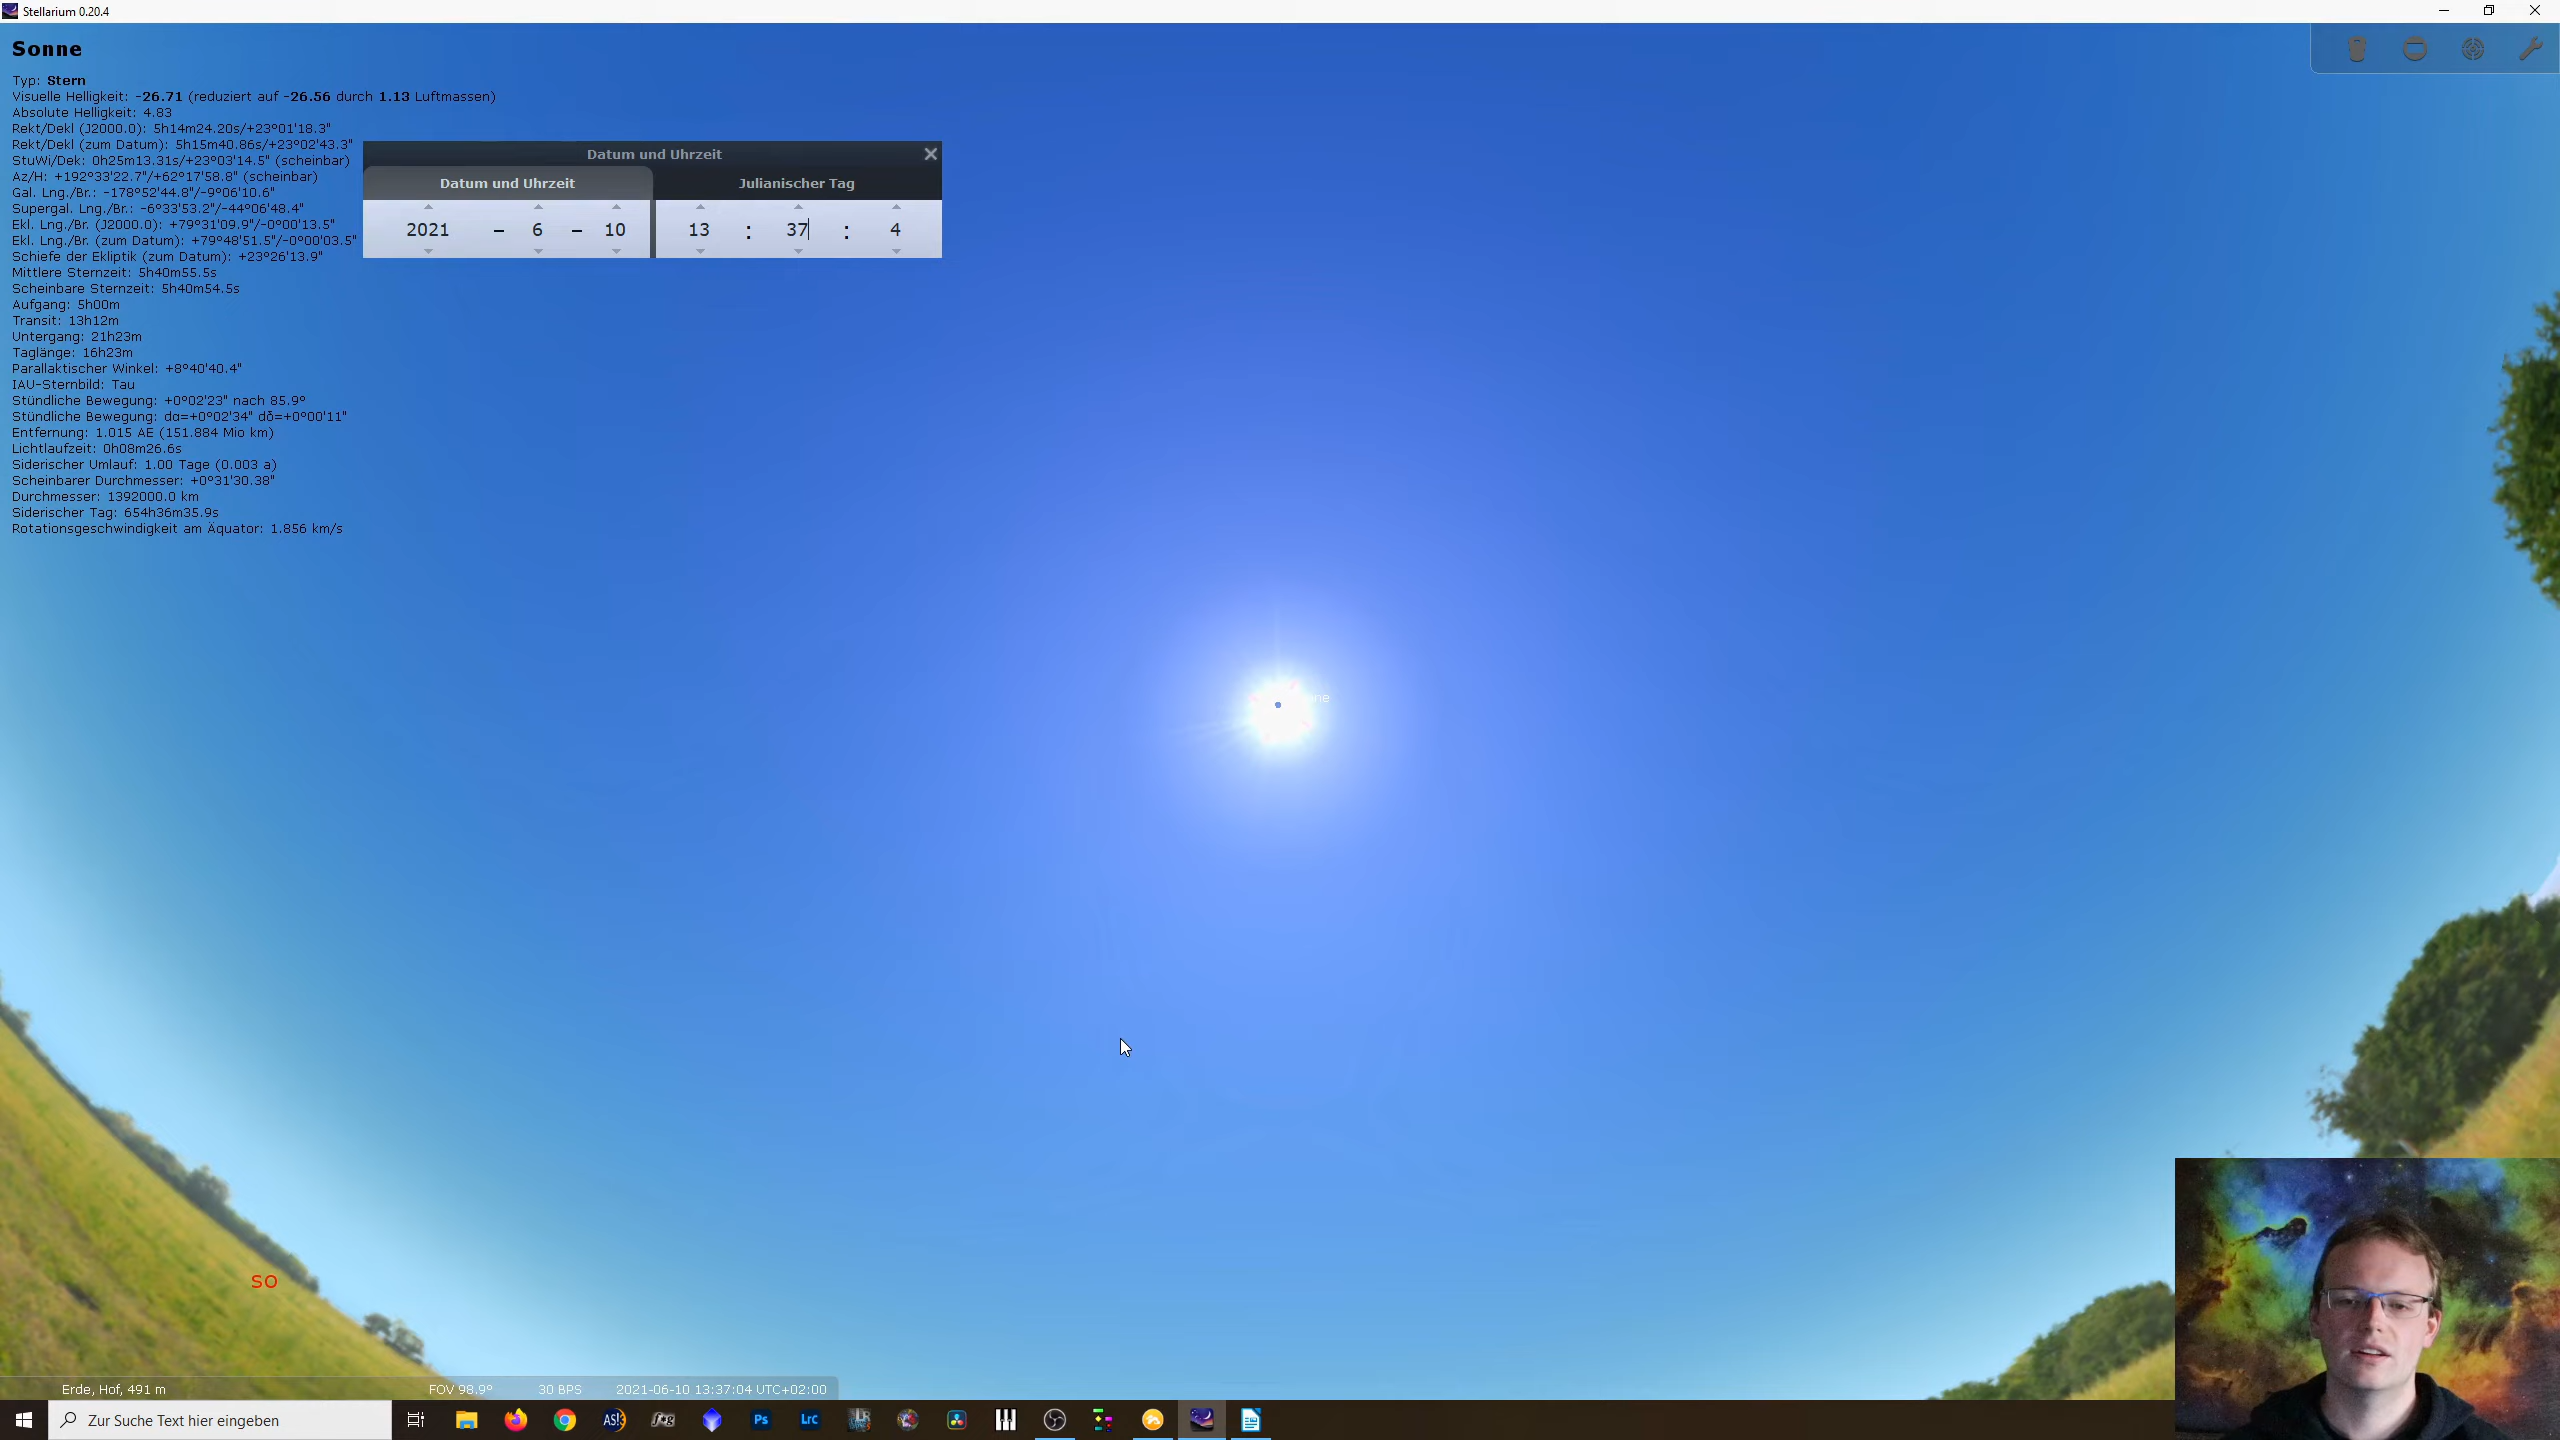 Stellarium 0.20.4
Sonne
Typ: Stern
Visuelle Helligkeit: -26.71 (reduziert auf -26.56 durch 1.13 Luftmassen)
Absolute Helligkeit: 4.83
Rekt/Dekl (J2000.0): 5h14m24.20s/+23°01'18.3"
Rekt/Dekl (zum Datum): 5h15m40.86s/+23°02'43.3"
StuWi/Dek: 0h25m13.31s/+23°03'14.5" (scheinbar)
Az/H: +192°33'22.7"/+62°17'58.8" (scheinbar)
Gal. Lng./Br.: -178°52'44.8"/-9°06'10.6"
Supergal. Lng./Br.: -6°33'53.2"/-44°06'48.4"
Ekl. Lng./Br. (J2000.0): +79°31'09.9"/-0°00'13.5"
Ekl. Lng./Br. (zum Datum): +79°48'51.5"/-0°00'03.5"
Schiefe der Ekliptik (zum Datum): +23°26'13.9"
Mittlere Sternzeit: 5h40m55.5s
Scheinbare Sternzeit: 5h40m54.5s
Aufgang: 5h00m
Transit: 13h12m
Untergang: 21h23m
Taglänge: 16h23m
Parallaktischer Winkel: +8°40'40.4"
IAU-Sternbild: Tau
Stündliche Bewegung: +0°02'23" nach 85.9°
Stündliche Bewegung: dα=+0°02'34" dδ=+0°00'11"
Entfernung: 1.015 AE (151.884 Mio km)
Lichtlaufzeit: 0h08m26.6s
Siderischer Umlauf: 1.00 Tage (0.003 a)
Scheinbarer Durchmesser: +0°31'30.38"
Durchmesser: 1392000.0 km
Siderischer Tag: 654h36m35.9s
Rotationsgeschwindigkeit am Äquator: 1.856 km/s
Datum und Uhrzeit
Datum und Uhrzeit Julianischer Tag
2021 - 6 - 10 13 : 37 : 4
ne
SO
Erde, Hof, 491 m FOV 98.9° 30 BPS 2021-06-10 13:37:04 UTC+02:00
Zur Suche Text hier eingeben
AS!
Ps
Lrc